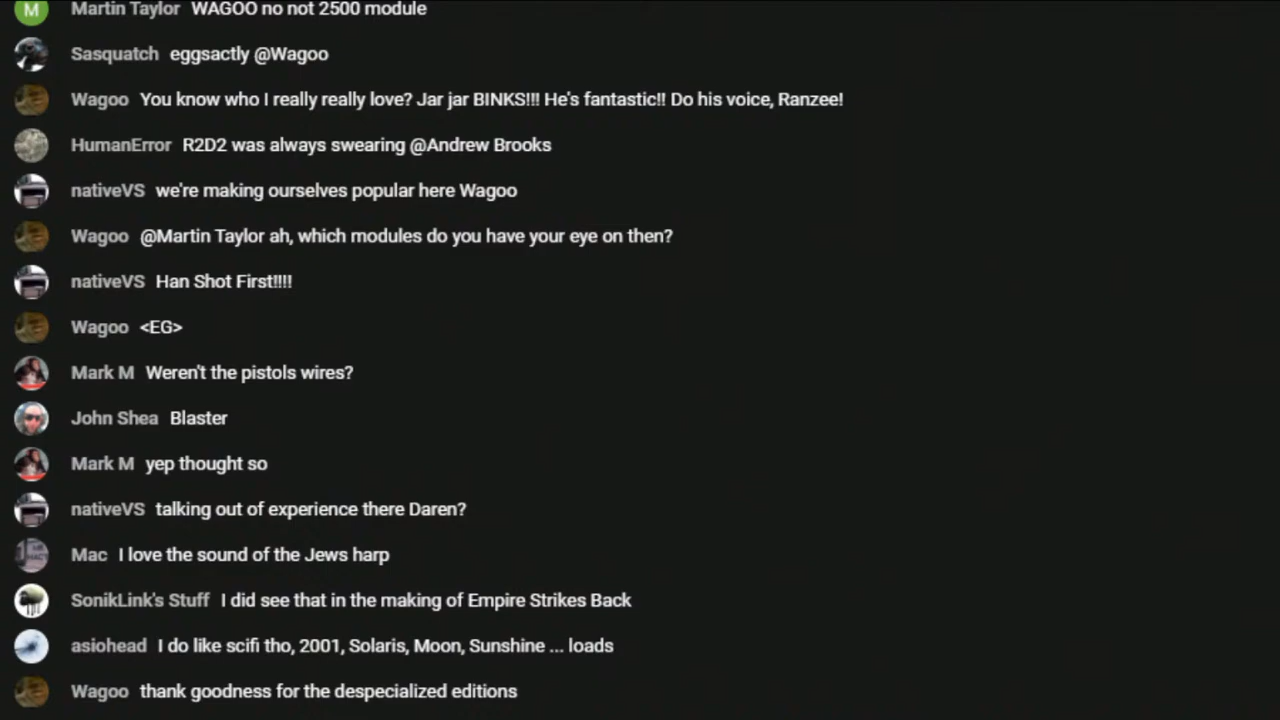 M Martin Taylor WAGOO no not 2500 module
Sasquatch eggsactly @Wagoo
Wagoo You know who I really really love? Jar jar BINKS!!! He's fantastic!! Do his voice, Ranzee!
HumanError R2D2 was always swearing @Andrew Brooks
nativeVS we're making ourselves popular here Wagoo
Wagoo @Martin Taylor ah, which modules do you have your eye on then?
nativeVS Han Shot First!!!!
Wagoo <EG>
Mark M Weren't the pistols wires?
John Shea Blaster
Mark M yep thought so
nativeVS talking out of experience there Daren?
Mac I love the sound of the Jews harp
SonikLink's Stuff I did see that in the making of Empire Strikes Back
asiohead I do like scifi tho, 2001, Solaris, Moon, Sunshine ... loads
Wagoo thank goodness for the despecialized editions